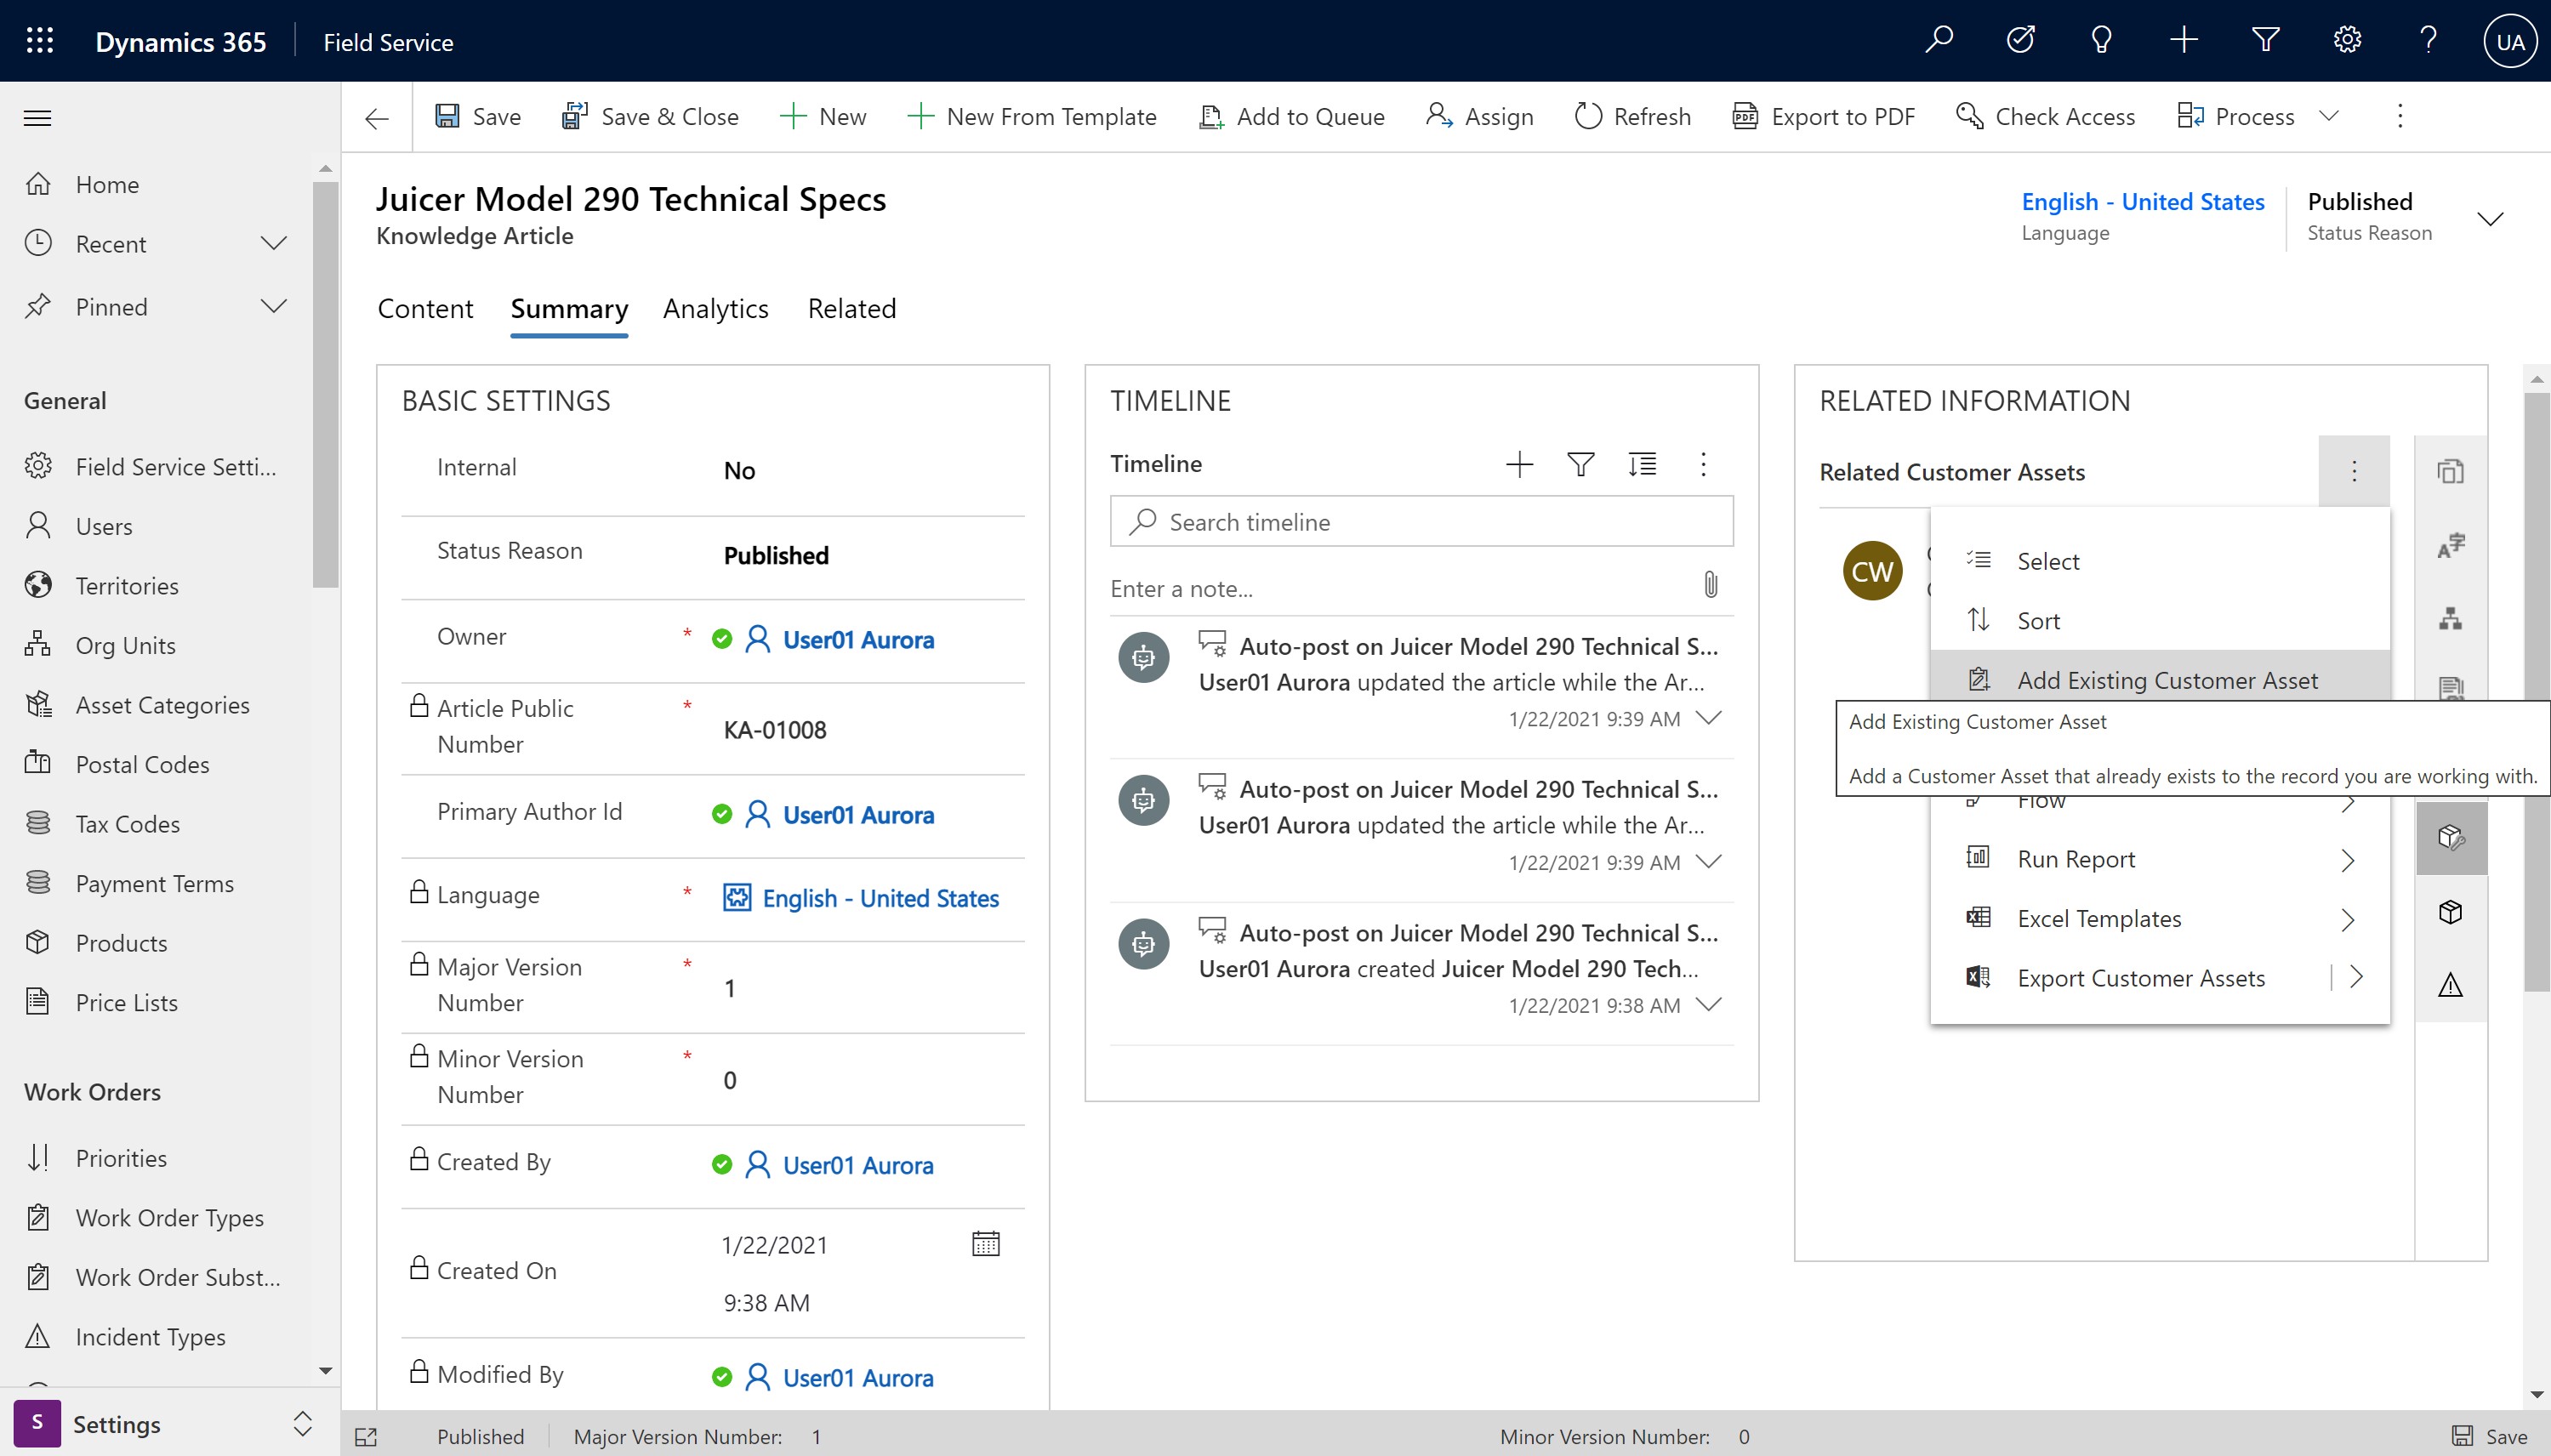 Dynamics 365
Field Service
UA
Save
Save & Close
New
New From Template
Add to Queue
Assign
Refresh
Export to PDF
Check Access
Process
Home
Recent
Pinned
General
Field Service Setti...
Users
Territories
Org Units
Asset Categories
Postal Codes
Tax Codes
Payment Terms
Products
Price Lists
Work Orders
Priorities
Work Order Types
Work Order Subst...
Incident Types
S
Settings
Juicer Model 290 Technical Specs
Knowledge Article
English - United States
Language
Published
Status Reason
Content
Summary
Analytics
Related
BASIC SETTINGS
Internal
No
Status Reason
Published
Owner
*
User01 Aurora
Article Public
Number
*
KA-01008
Primary Author Id
User01 Aurora
Language
*
English - United States
Major Version
Number
*
1
Minor Version
Number
*
0
Created By
User01 Aurora
Created On
1/22/2021
9:38 AM
Modified By
User01 Aurora
TIMELINE
Timeline
Search timeline
Enter a note...
Auto-post on Juicer Model 290 Technical S...
User01 Aurora updated the article while the Ar...
1/22/2021 9:39 AM
Auto-post on Juicer Model 290 Technical S...
User01 Aurora updated the article while the Ar...
1/22/2021 9:39 AM
Auto-post on Juicer Model 290 Technical S...
User01 Aurora created Juicer Model 290 Tech...
1/22/2021 9:38 AM
RELATED INFORMATION
Related Customer Assets
CW
Select
Sort
Add Existing Customer Asset
Add Existing Customer Asset
Add a Customer Asset that already exists to the record you are working with.
Flow
Run Report
Excel Templates
Export Customer Assets
Published
Major Version Number: 1
Minor Version Number: 0
Save